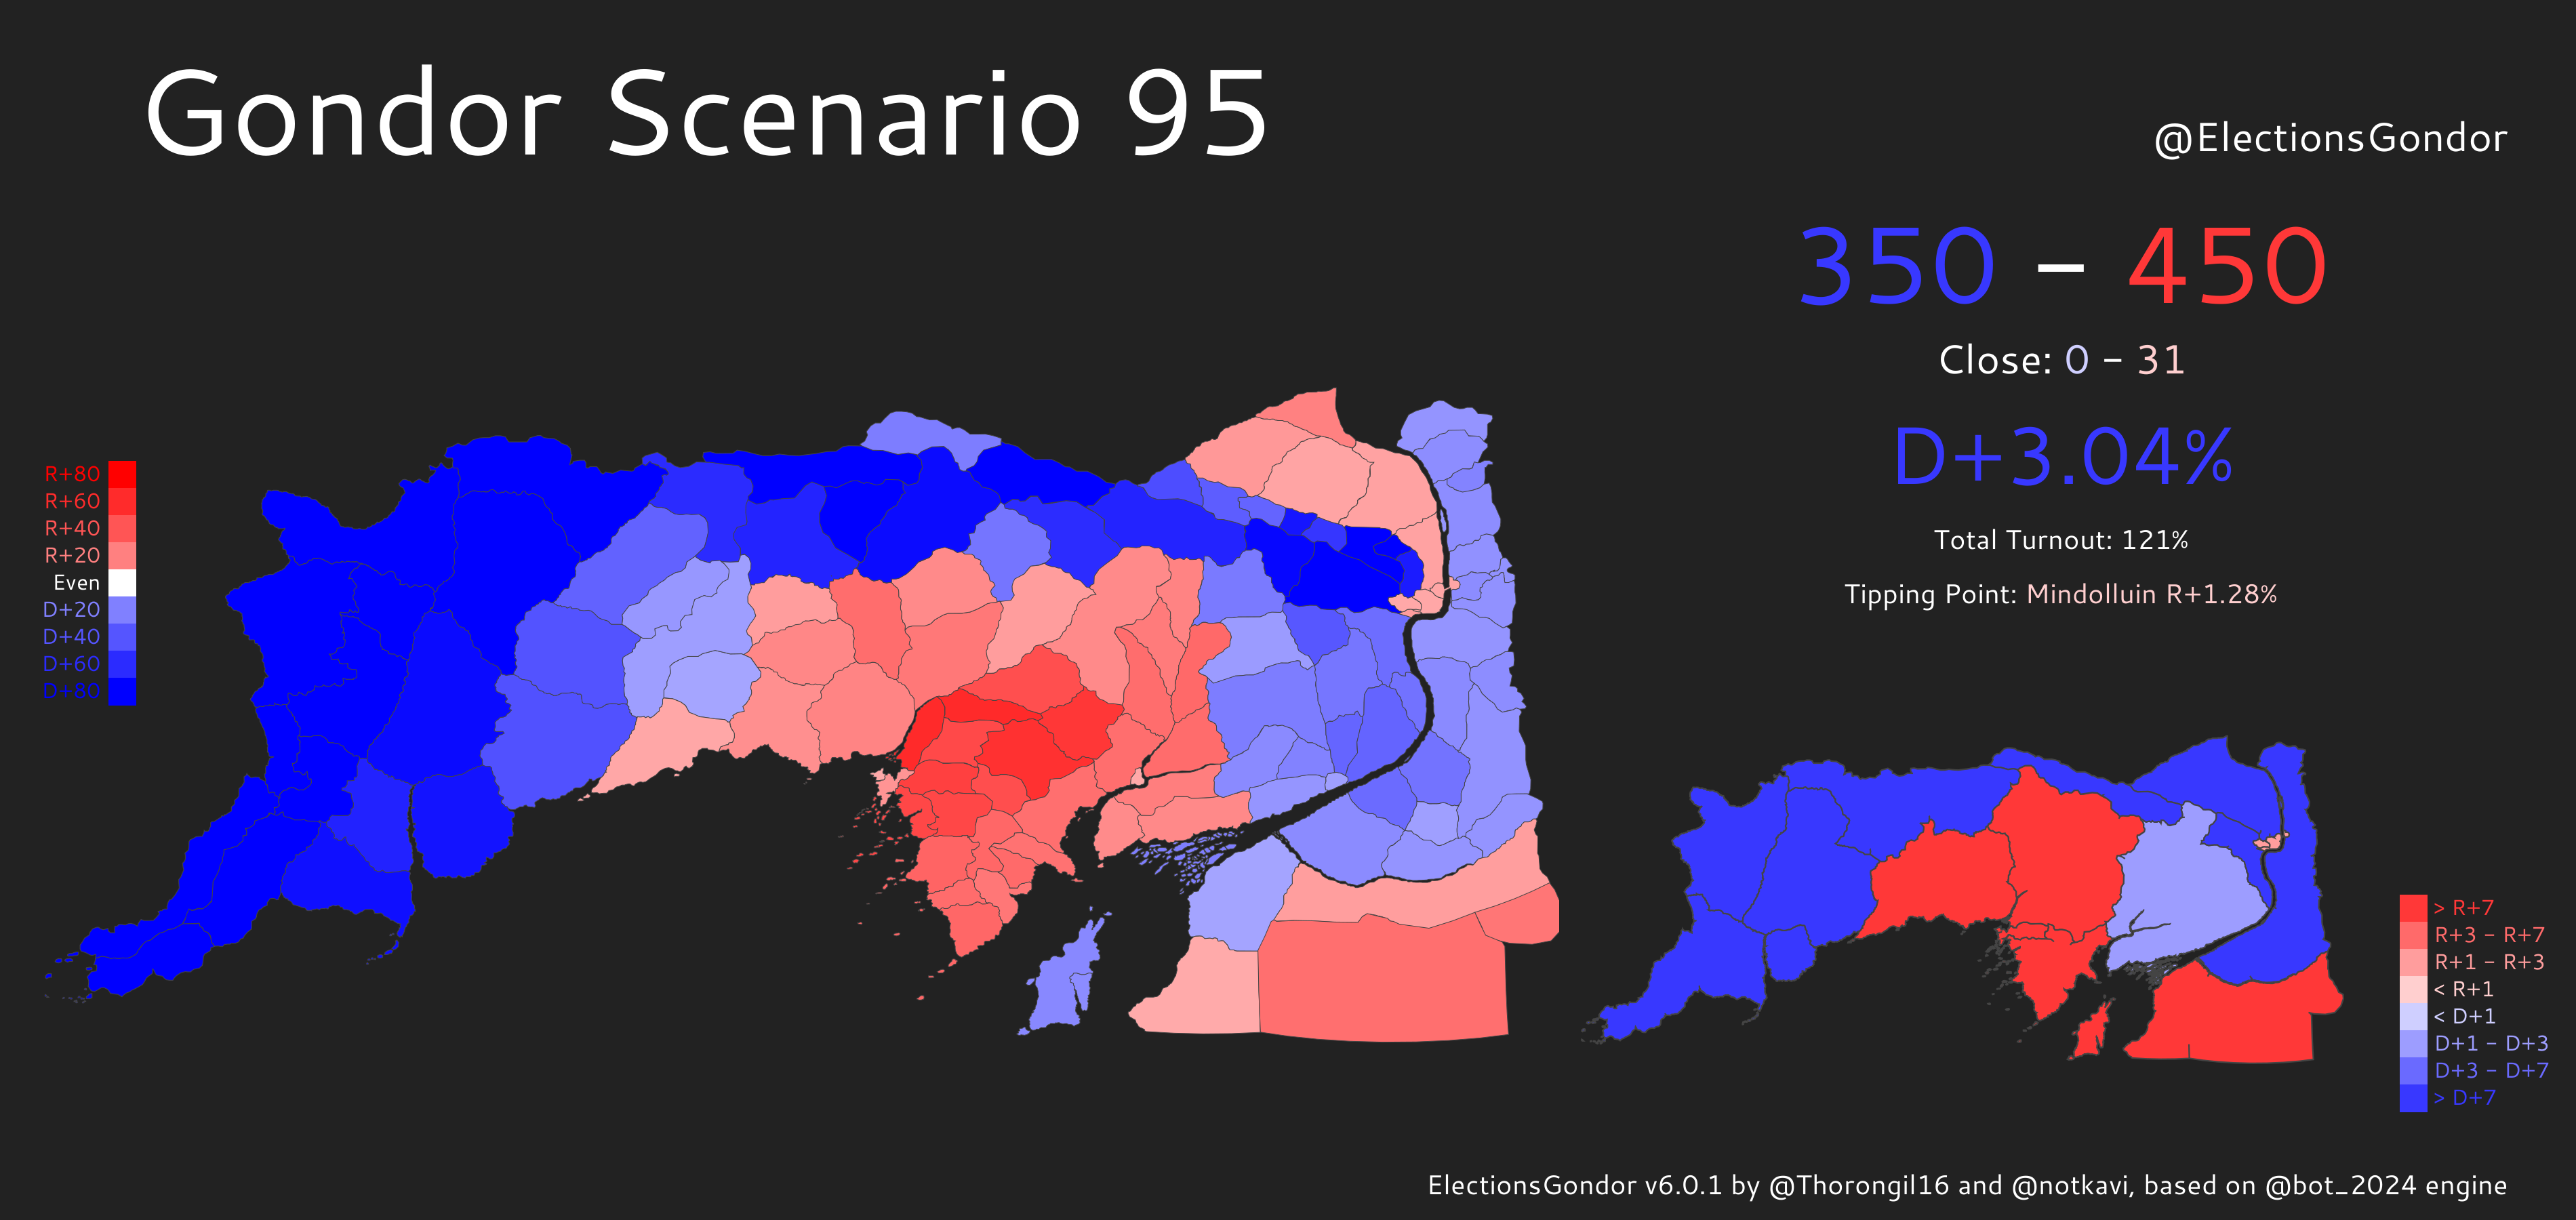 Gondor Scenario 95
@ElectionsGondor
350 – 450
Close: 0 – 31
D+3.04%
Total Turnout: 121%
Tipping Point: Mindolluin R+1.28%
R+80
R+60
R+40
R+20
Even
D+20
D+40
D+60
D+80
> R+7
R+3 – R+7
R+1 – R+3
< R+1
< D+1
D+1 – D+3
D+3 – D+7
> D+7
ElectionsGondor v6.0.1 by @Thorongil16 and @notkavi, based on @bot_2024 engine